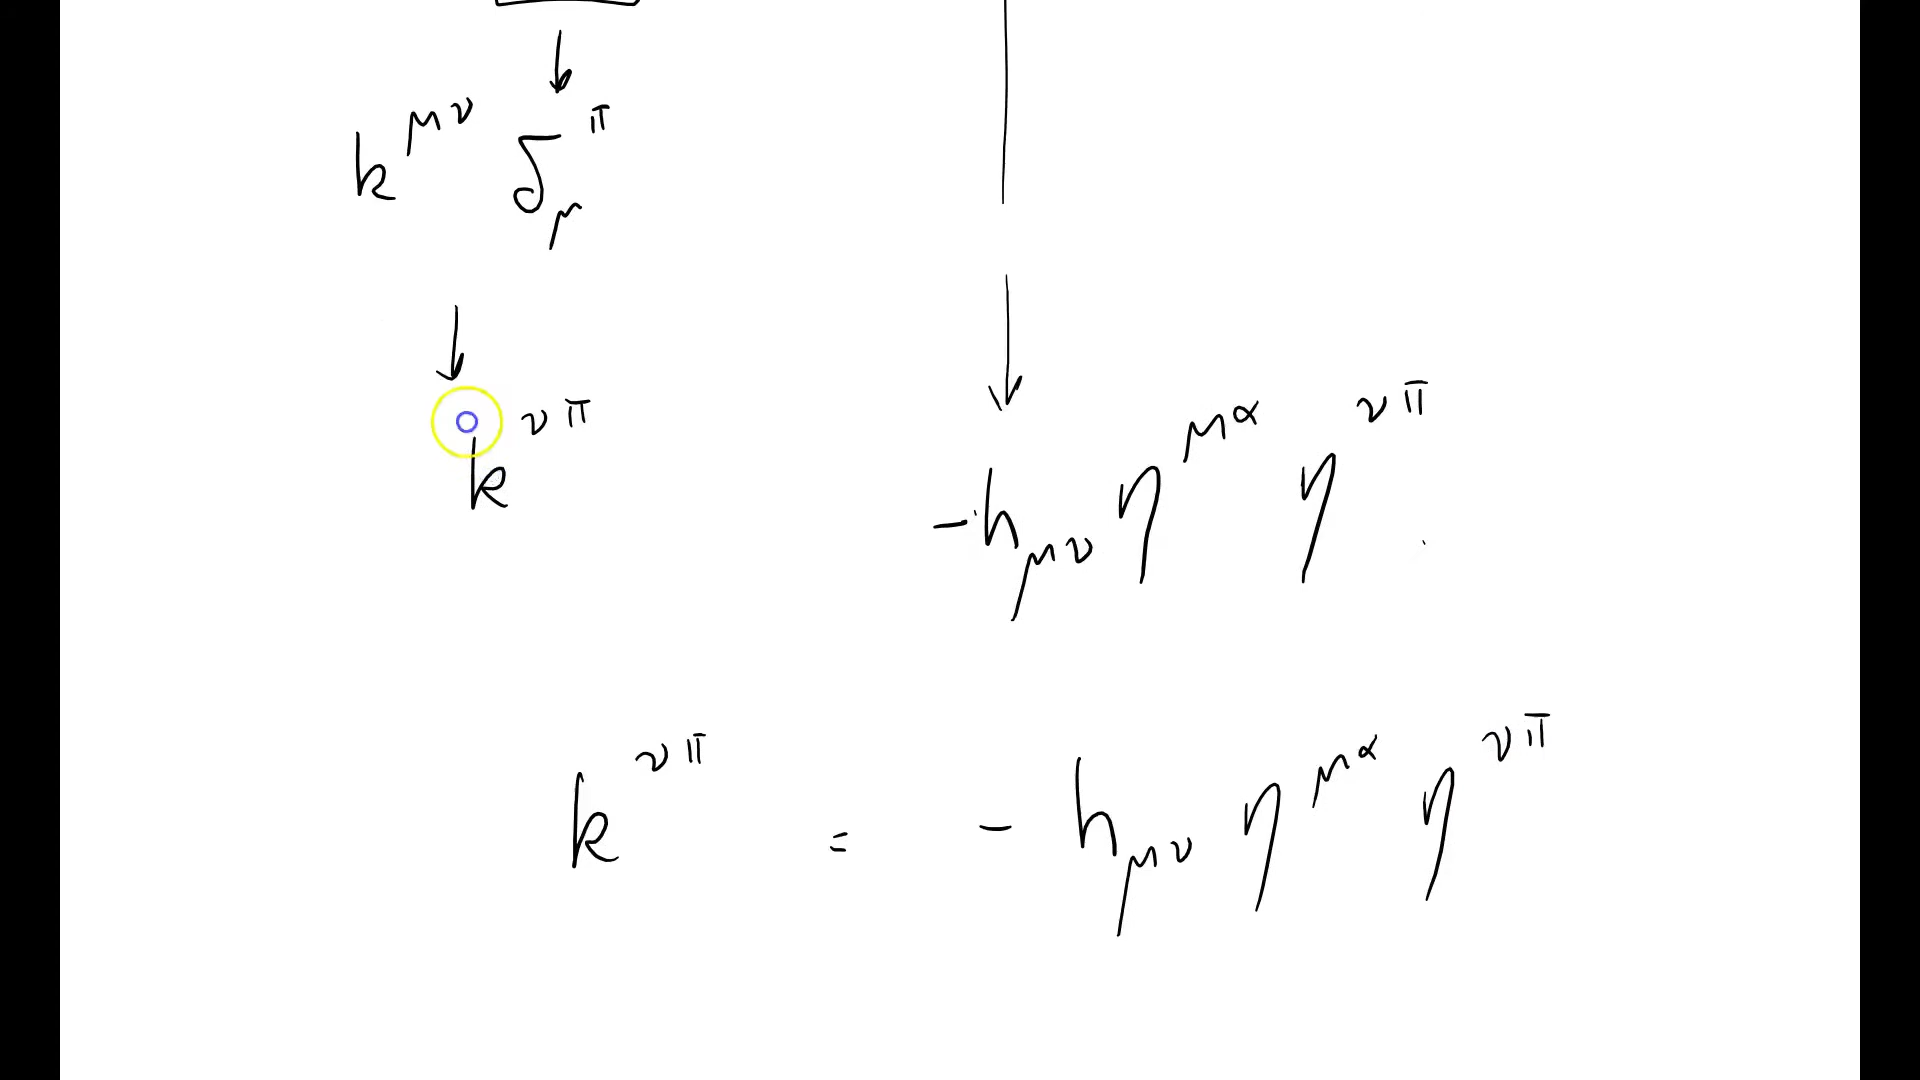 k^{μν} δ_μ^π
k^{νπ}
-h_{μν} η^{μα} η^{νπ}
k^{νπ} = - h_{μν} η^{μα} η^{νπ}